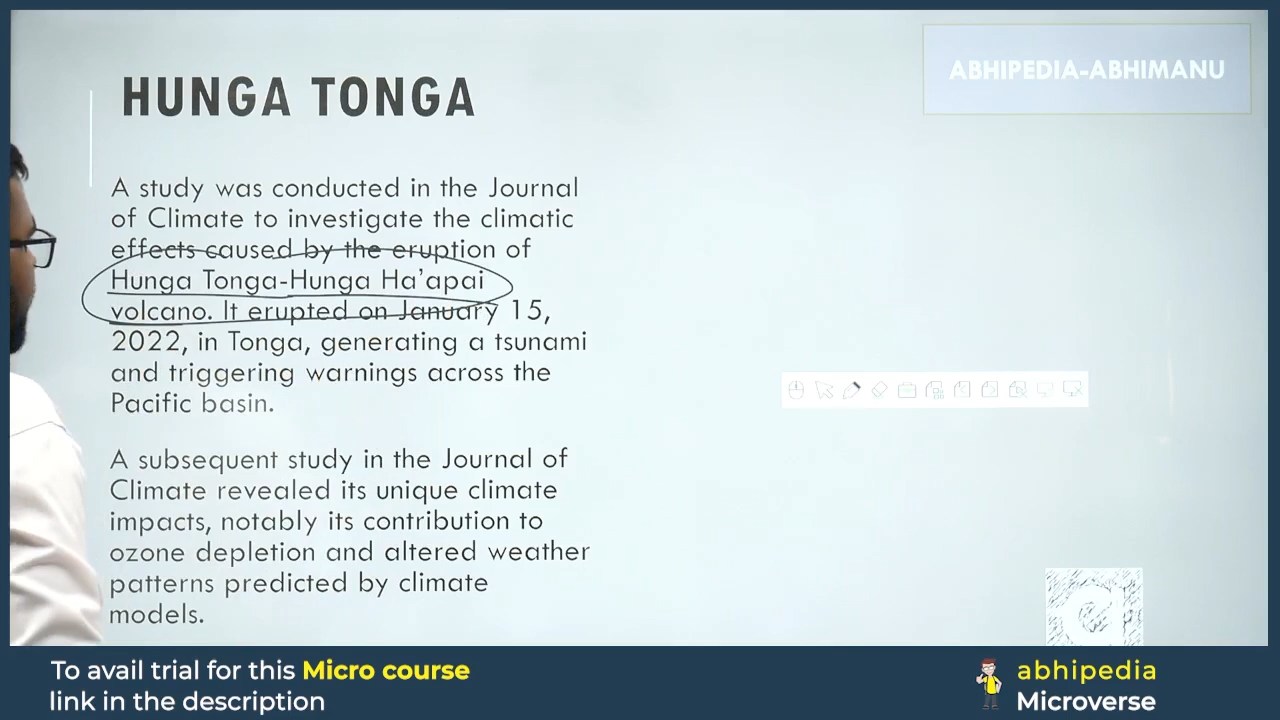 ABHIPEDIA-ABHIMANU
HUNGA TONGA
A study was conducted in the Journal
of Climate to investigate the climatic
effects caused by the eruption of
Hunga Tonga-Hunga Ha'apai
volcano. It erupted on January 15,
2022, in Tonga, generating a tsunami
and triggering warnings across the
Pacific basin.
A subsequent study in the Journal of
Climate revealed its unique climate
impacts, notably its contribution to
ozone depletion and altered weather
patterns predicted by climate
models.
To avail trial for this Micro course
link in the description
abhipedia
Microverse